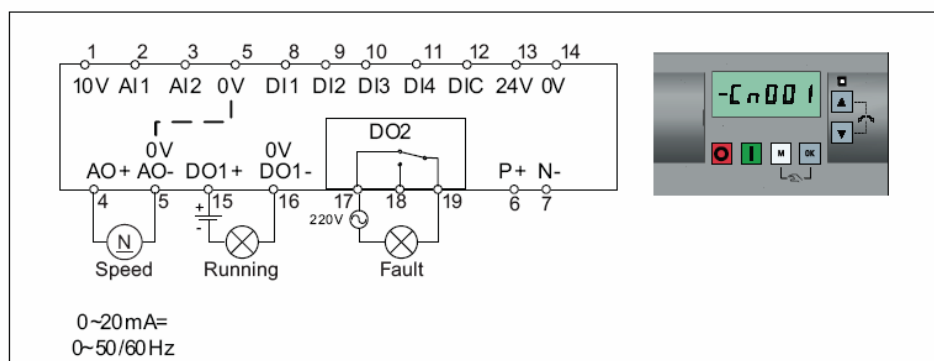 1 2 3 5 8 9 10 11 12 13 14
10V AI1 AI2 0V DI1 DI2 DI3 DI4 DIC 24V 0V
-Cn001
DO2
0V 0V
AO+ AO- DO1+ DO1- P+ N-
4 5 15 16 17 18 19 6 7
M OK
+
-
220V
N
Speed Running Fault
0~20mA=
0~50/60Hz